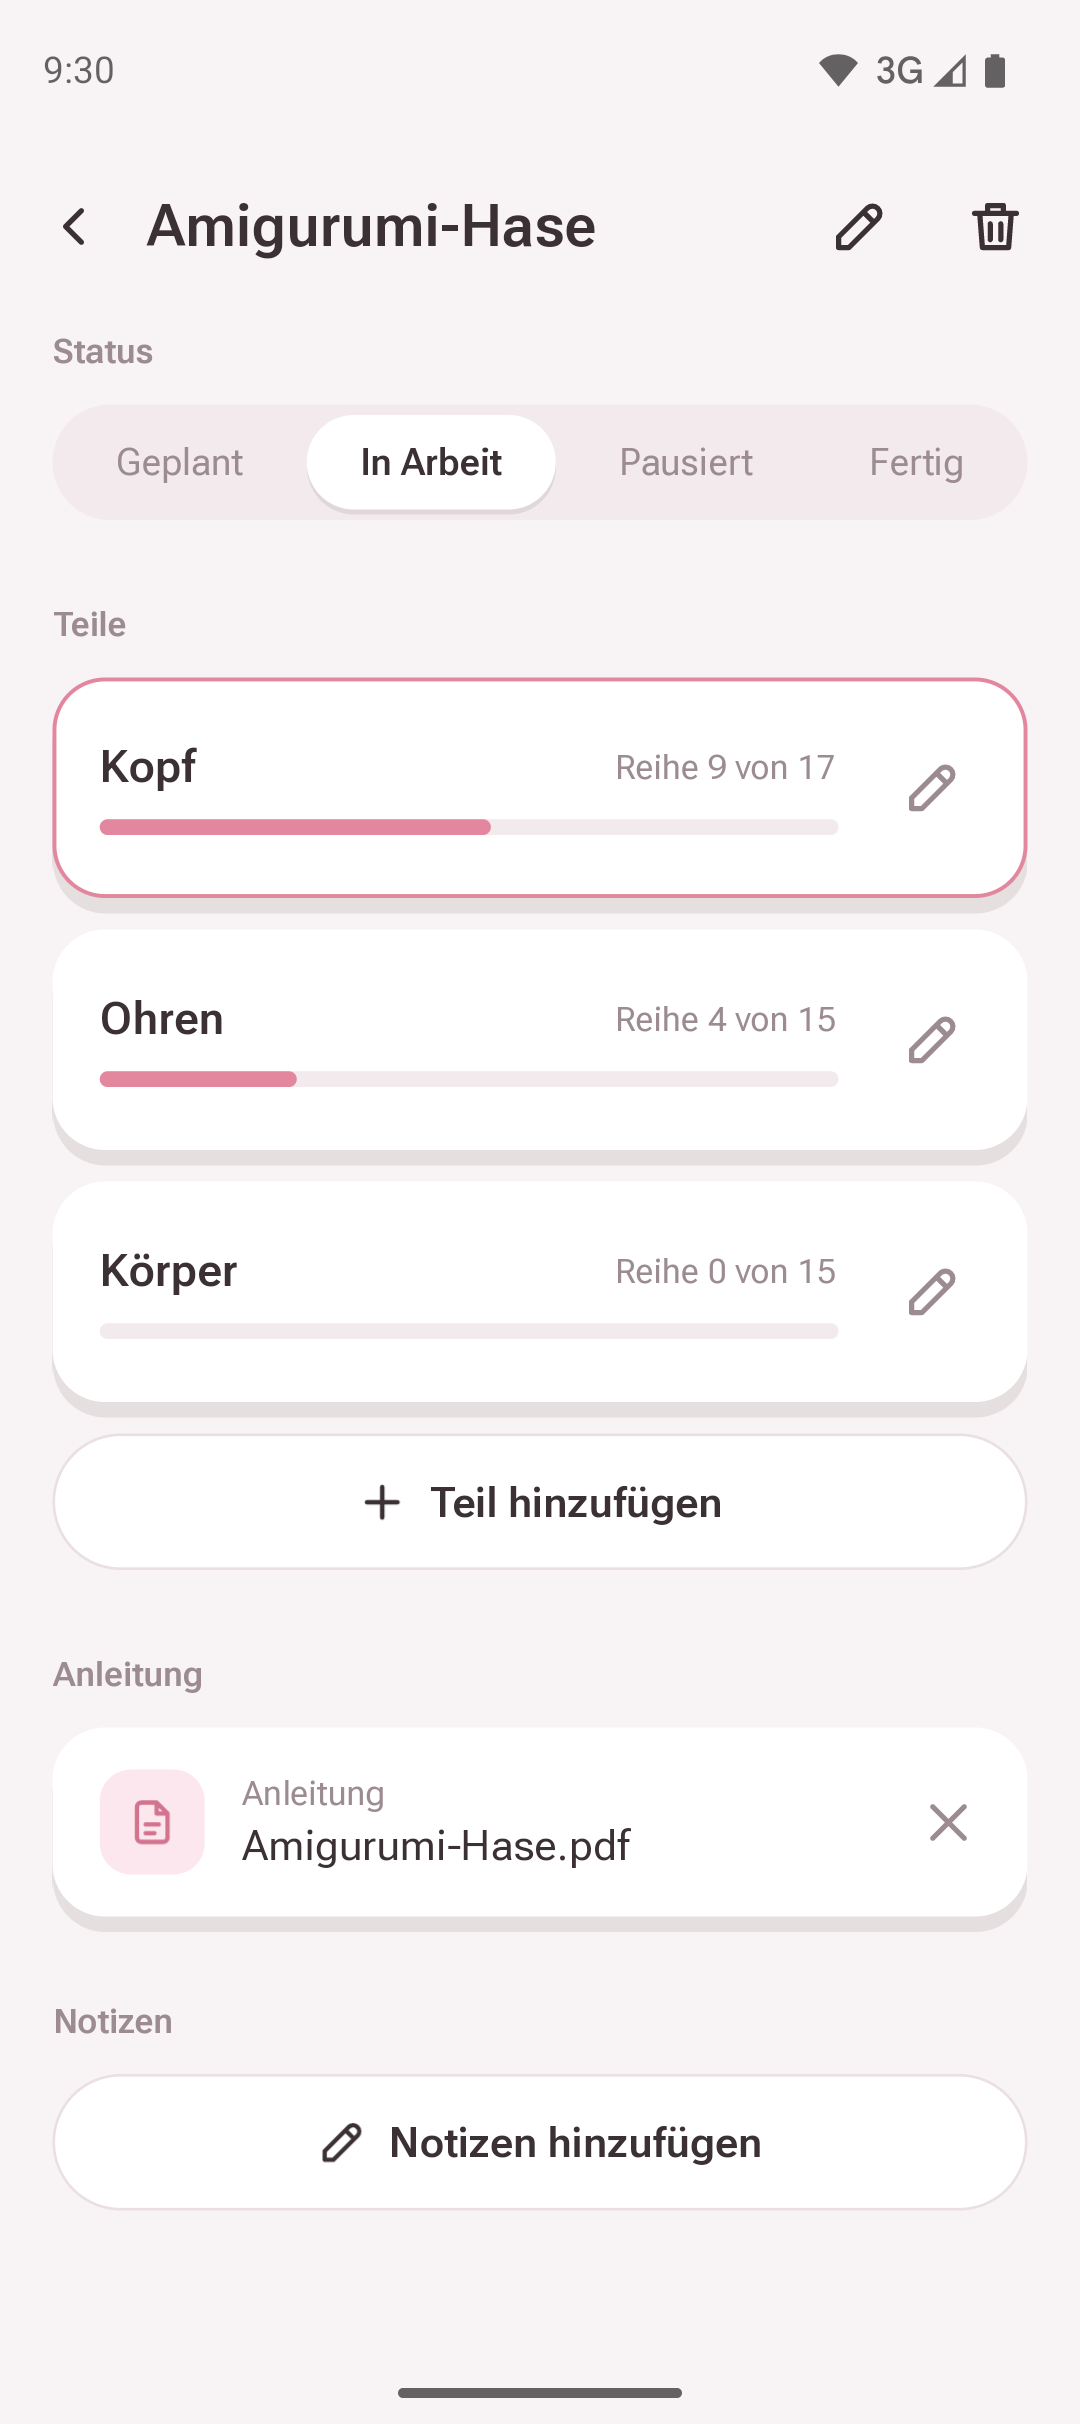 9:30
3G
Amigurumi-Hase
Status
Geplant In Arbeit Pausiert Fertig
Teile
Kopf Reihe 9 von 17
Ohren Reihe 4 von 15
Körper Reihe 0 von 15
Teil hinzufügen
Anleitung
Anleitung
Amigurumi-Hase.pdf
Notizen
Notizen hinzufügen